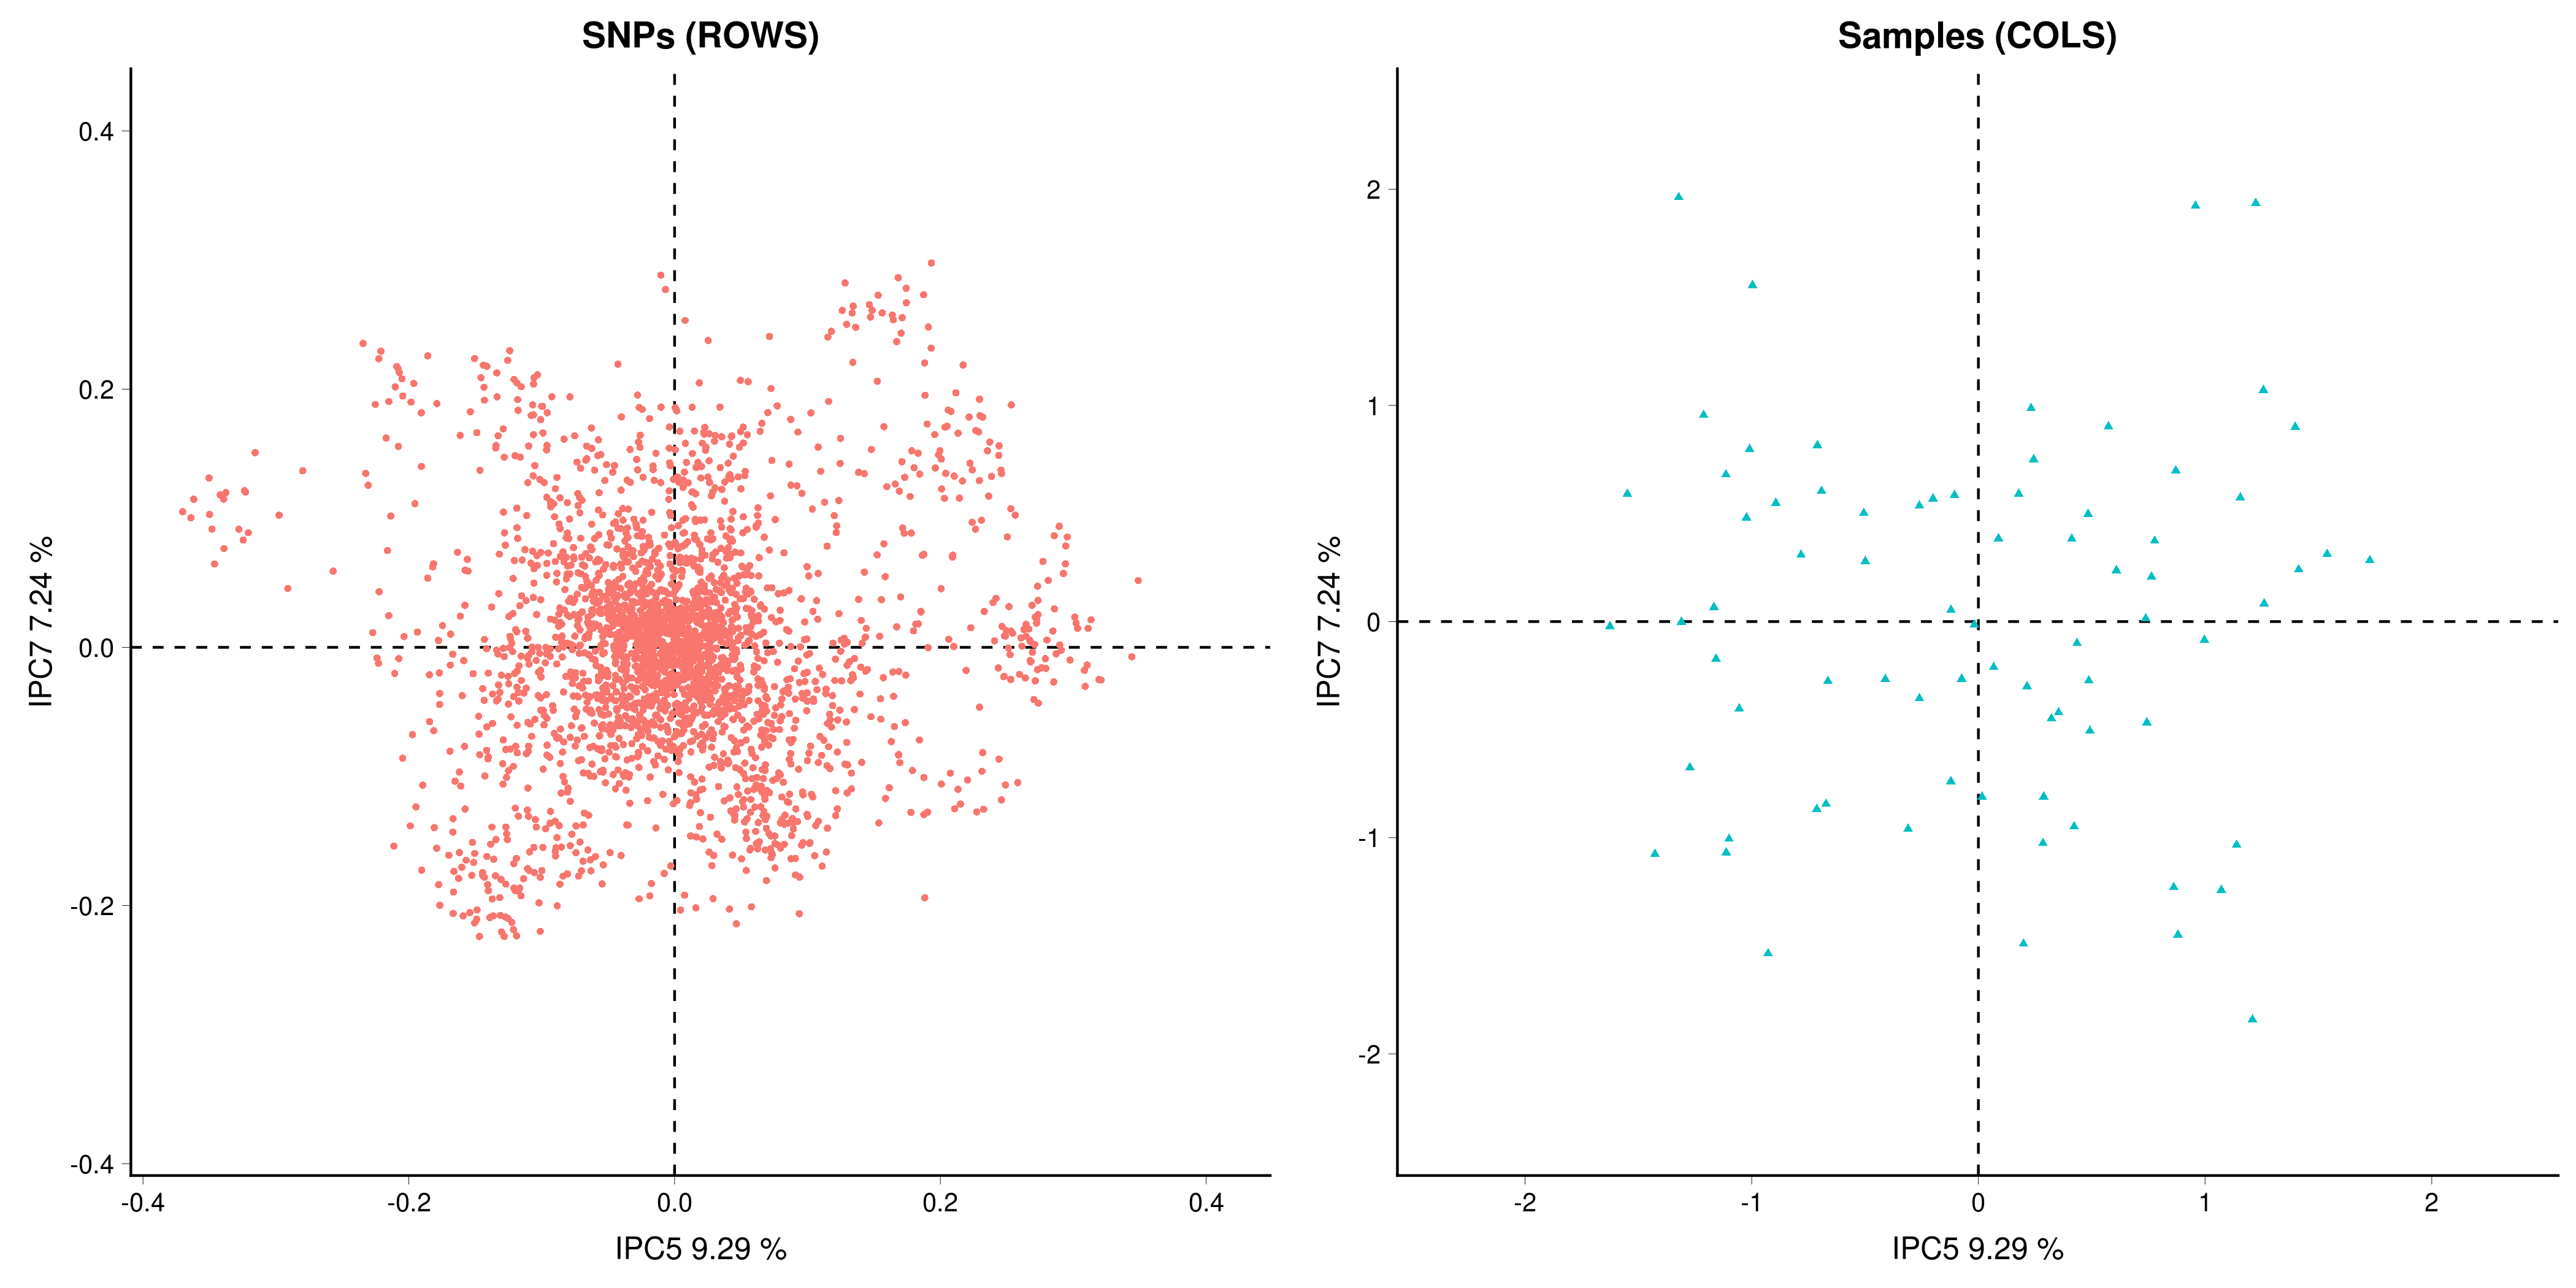 SNPs (ROWS)
0.4
0.2
0.0
-0.2
-0.4
IPC7 7.24 %
-0.4 -0.2 0.0 0.2 0.4
IPC5 9.29 %
Samples (COLS)
2
1
0
-1
-2
IPC7 7.24 %
-2 -1 0 1 2
IPC5 9.29 %